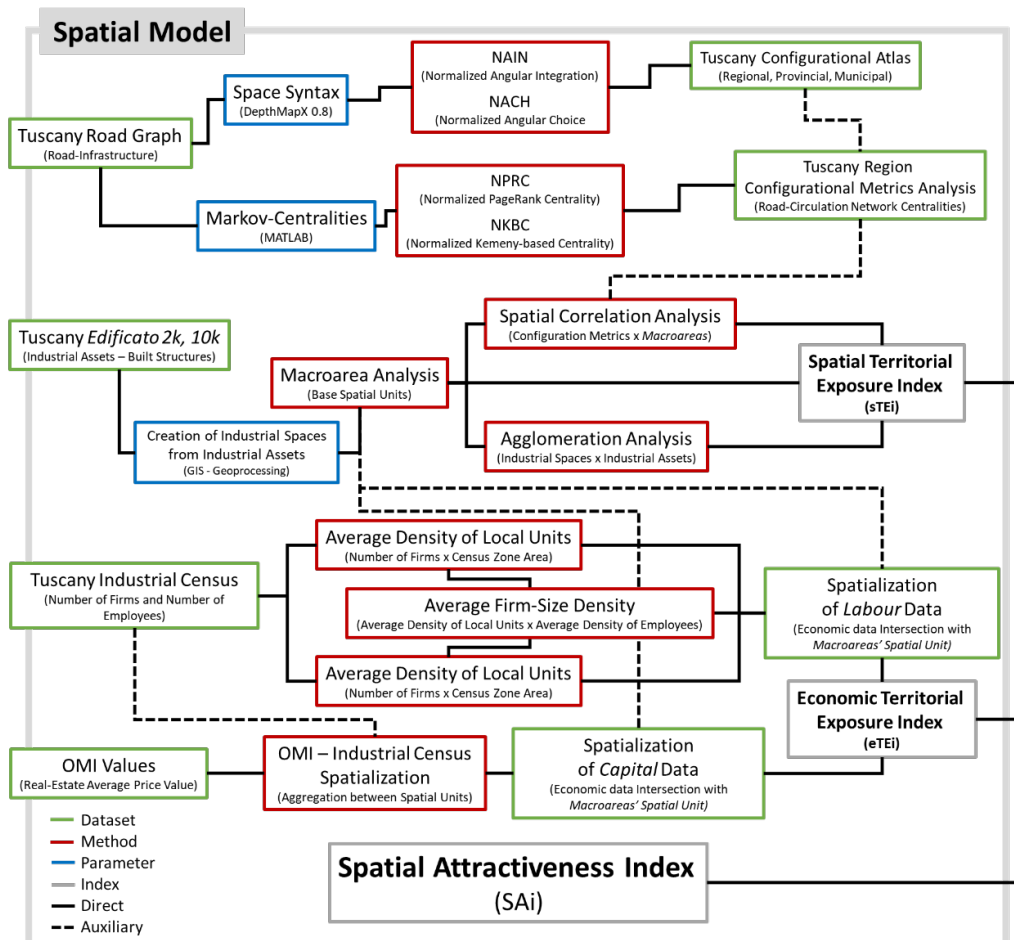 Spatial Model
NAIN
(Normalized Angular Integration)
NACH
(Normalized Angular Choice
Tuscany Configurational Atlas
(Regional, Provincial, Municipal)
Space Syntax
(DepthMapX 0.8)
Tuscany Road Graph
(Road-Infrastructure)
NPRC
(Normalized PageRank Centrality)
NKBC
(Normalized Kemeny-based Centrality)
Tuscany Region
Configurational Metrics Analysis
(Road-Circulation Network Centralities)
Markov-Centralities
(MATLAB)
Tuscany Edificato 2k, 10k
(Industrial Assets – Built Structures)
Spatial Correlation Analysis
(Configuration Metrics x Macroareas)
Macroarea Analysis
(Base Spatial Units)
Spatial Territorial
Exposure Index
(sTEi)
Creation of Industrial Spaces
from Industrial Assets
(GIS - Geoprocessing)
Agglomeration Analysis
(Industrial Spaces x Industrial Assets)
Average Density of Local Units
(Number of Firms x Census Zone Area)
Tuscany Industrial Census
(Number of Firms and Number of
Employees)
Average Firm-Size Density
(Average Density of Local Units x Average Density of Employees)
Spatialization
of Labour Data
(Economic data Intersection with
Macroareas' Spatial Unit)
Average Density of Local Units
(Number of Firms x Census Zone Area)
Economic Territorial
Exposure Index
(eTEi)
OMI Values
(Real-Estate Average Price Value)
OMI – Industrial Census
Spatialization
(Aggregation between Spatial Units)
Spatialization
of Capital Data
(Economic data Intersection with
Macroareas' Spatial Unit)
Dataset
Method
Parameter
Index
Direct
Auxiliary
Spatial Attractiveness Index
(SAi)